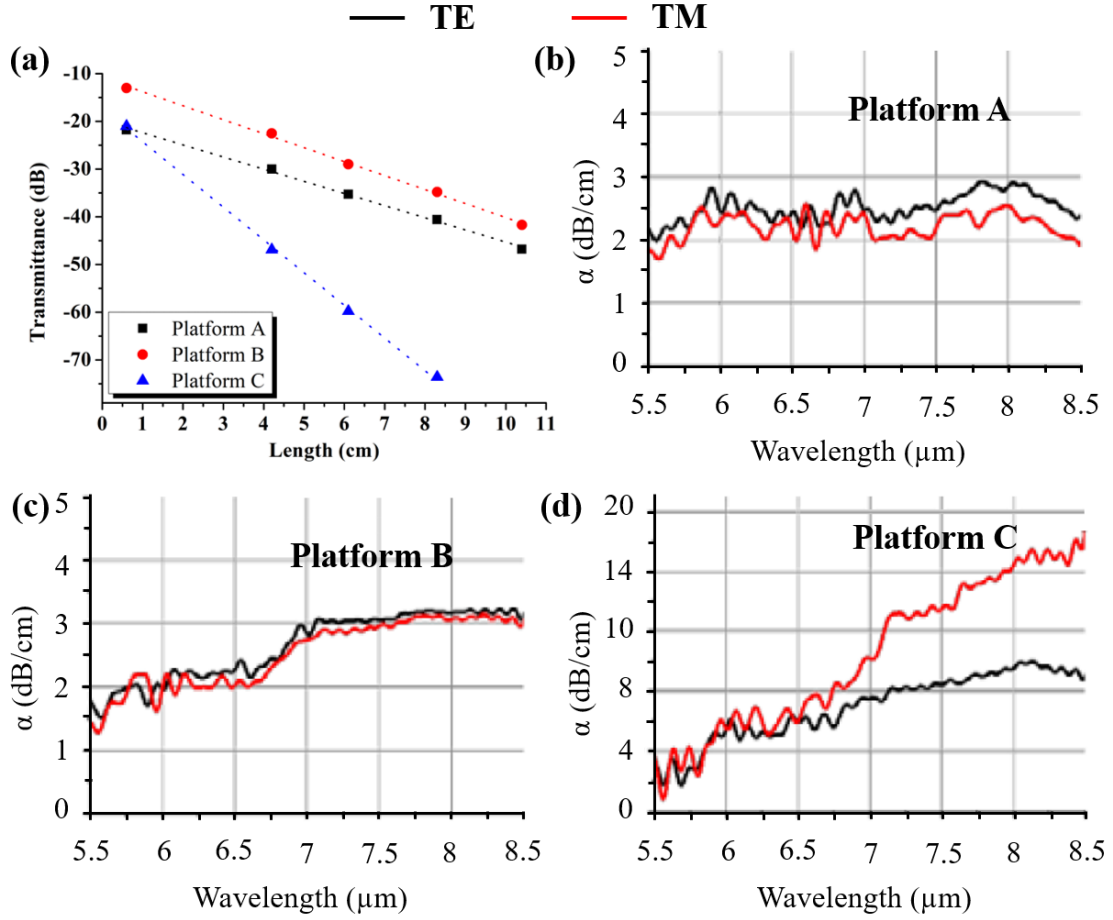 TE TM
(a)
-10
-20
-30
-40
-50
-60
-70
Transmittance (dB)
Platform A
Platform B
Platform C
0 1 2 3 4 5 6 7 8 9 10 11
Length (cm)
(b)
Platform A
5
4
3
2
1
0
α (dB/cm)
5.5 6 6.5 7 7.5 8 8.5
Wavelength (µm)
(c)
Platform B
5
4
3
2
1
0
α (dB/cm)
5.5 6 6.5 7 7.5 8 8.5
Wavelength (µm)
(d)
Platform C
20
14
10
8
4
0
α (dB/cm)
5.5 6 6.5 7 7.5 8 8.5
Wavelength (µm)